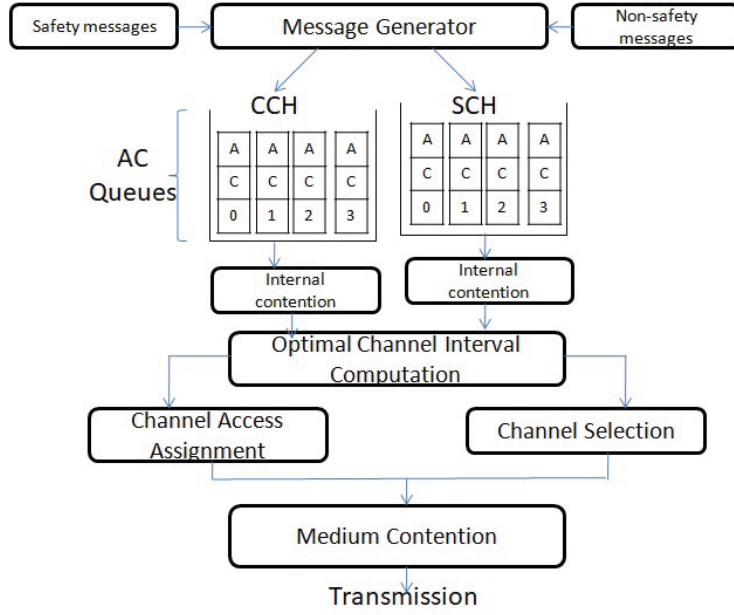 Safety messages
Message Generator
Non-safety
messages
CCH
SCH
AC
Queues
A A A A
C C C C
0 1 2 3
A A A A
C C C C
0 1 2 3
Internal
contention
Internal
contention
Optimal Channel Interval
Computation
Channel Access
Assignment
Channel Selection
Medium Contention
Transmission